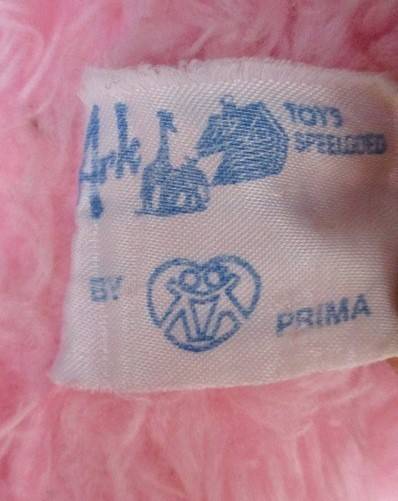 Ark TOYS
SPEELGOED
BY PRIMA